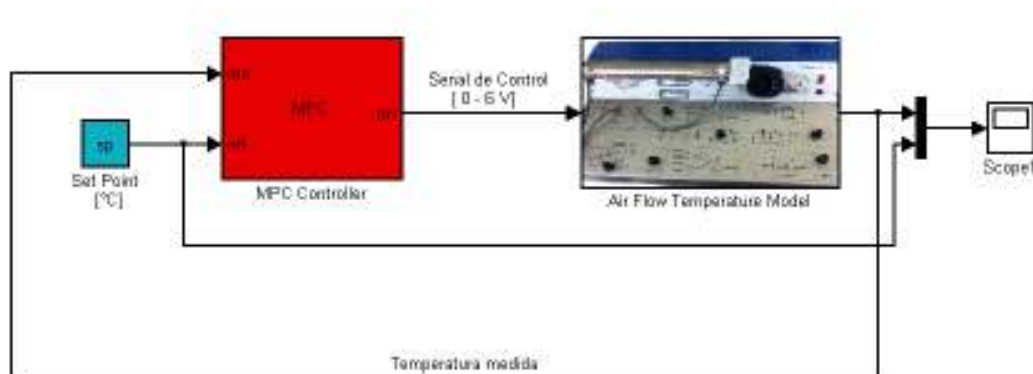 Senal de Control
[ 0 - 6 V]
mo
MPC
mv
ref
sp
Set Point
[°C]
MPC Controller
Air Flow Temperature Model
Scope1
Temperatura medida